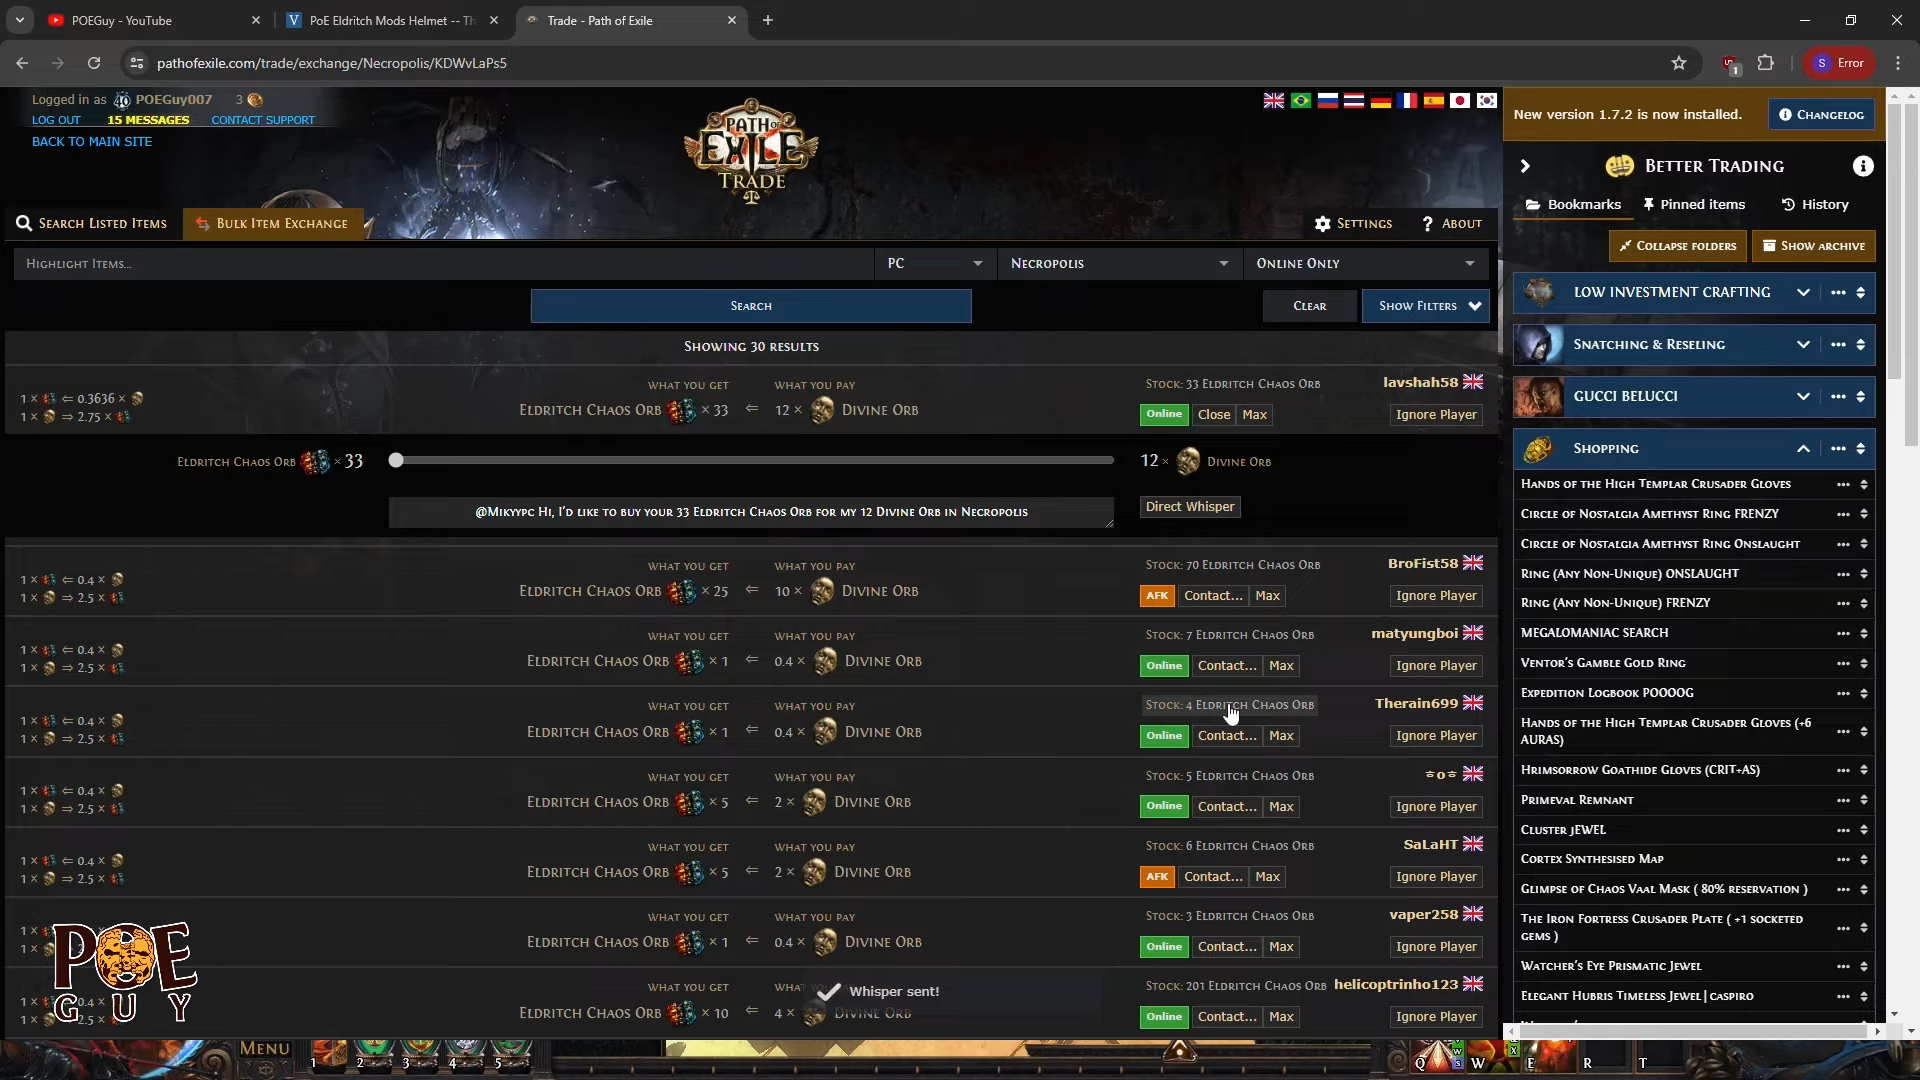 POEGuy - YouTube
PoE Eldritch Mods Helmet -- Th
Trade - Path of Exile
pathofexile.com/trade/exchange/Necropolis/KDWvLaPs5
1
S Error
Logged in as POEGuy007 3
LOG OUT 15 MESSAGES CONTACT SUPPORT
BACK TO MAIN SITE
PATH OF EXILE TRADE
SEARCH LISTED ITEMS
BULK ITEM EXCHANGE
SETTINGS
? ABOUT
HIGHLIGHT ITEMS...
PC
NECROPOLIS
ONLINE ONLY
SEARCH
CLEAR
SHOW FILTERS
SHOWING 30 RESULTS
WHAT YOU GET WHAT YOU PAY STOCK: 33 ELDRITCH CHAOS ORB lavshah58
1 × ⇐ 0.3636 ×
1 × ⇒ 2.75 ×
ELDRITCH CHAOS ORB × 33 ⇐ 12 × DIVINE ORB
Online Close Max Ignore Player
ELDRITCH CHAOS ORB × 33
12 × DIVINE ORB
@MIKYYPC HI, I'D LIKE TO BUY YOUR 33 ELDRITCH CHAOS ORB FOR MY 12 DIVINE ORB IN NECROPOLIS
Direct Whisper
WHAT YOU GET WHAT YOU PAY STOCK: 70 ELDRITCH CHAOS ORB BroFist58
1 × ⇐ 0.4 ×
1 × ⇒ 2.5 ×
ELDRITCH CHAOS ORB × 25 ⇐ 10 × DIVINE ORB
AFK Contact... Max Ignore Player
WHAT YOU GET WHAT YOU PAY STOCK: 7 ELDRITCH CHAOS ORB matyungboi
1 × ⇐ 0.4 ×
1 × ⇒ 2.5 ×
ELDRITCH CHAOS ORB × 1 ⇐ 0.4 × DIVINE ORB
Online Contact... Max Ignore Player
WHAT YOU GET WHAT YOU PAY STOCK: 4 ELDRITCH CHAOS ORB Therain699
1 × ⇐ 0.4 ×
1 × ⇒ 2.5 ×
ELDRITCH CHAOS ORB × 1 ⇐ 0.4 × DIVINE ORB
Online Contact... Max Ignore Player
WHAT YOU GET WHAT YOU PAY STOCK: 5 ELDRITCH CHAOS ORB
1 × ⇐ 0.4 ×
1 × ⇒ 2.5 ×
ELDRITCH CHAOS ORB × 5 ⇐ 2 × DIVINE ORB
Online Contact... Max Ignore Player
WHAT YOU GET WHAT YOU PAY STOCK: 6 ELDRITCH CHAOS ORB SaLaHT
1 × ⇐ 0.4 ×
1 × ⇒ 2.5 ×
ELDRITCH CHAOS ORB × 5 ⇐ 2 × DIVINE ORB
AFK Contact... Max Ignore Player
WHAT YOU GET WHAT YOU PAY STOCK: 3 ELDRITCH CHAOS ORB vaper258
ELDRITCH CHAOS ORB × 1 ⇐ 0.4 × DIVINE ORB
Online Contact... Max Ignore Player
WHAT YOU GET STOCK: 201 ELDRITCH CHAOS ORB helicoptrinho123
ELDRITCH CHAOS ORB × 10 ⇐ 4 × DIVINE ORB
Online Contact... Max Ignore Player
Whisper sent!
POE
GUY
New version 1.7.2 is now installed.
CHANGELOG
BETTER TRADING
Bookmarks
Pinned items
History
COLLAPSE FOLDERS
SHOW ARCHIVE
LOW INVESTMENT CRAFTING
SNATCHING & RESELING
GUCCI BELUCCI
SHOPPING
HANDS OF THE HIGH TEMPLAR CRUSADER GLOVES
CIRCLE OF NOSTALGIA AMETHYST RING FRENZY
CIRCLE OF NOSTALGIA AMETHYST RING ONSLAUGHT
RING (ANY NON-UNIQUE) ONSLAUGHT
RING (ANY NON-UNIQUE) FRENZY
MEGALOMANIAC SEARCH
VENTOR'S GAMBLE GOLD RING
EXPEDITION LOGBOOK POOOOG
HANDS OF THE HIGH TEMPLAR CRUSADER GLOVES (+6
AURAS)
HRIMSORROW GOATHIDE GLOVES (CRIT+AS)
PRIMEVAL REMNANT
CLUSTER JEWEL
CORTEX SYNTHESISED MAP
GLIMPSE OF CHAOS VAAL MASK ( 80% RESERVATION )
THE IRON FORTRESS CRUSADER PLATE ( +1 SOCKETED
GEMS )
WATCHER'S EYE PRISMATIC JEWEL
ELEGANT HUBRIS TIMELESS JEWEL | CASPIRO
MENU
1 2 3 4 5
Q W E R T